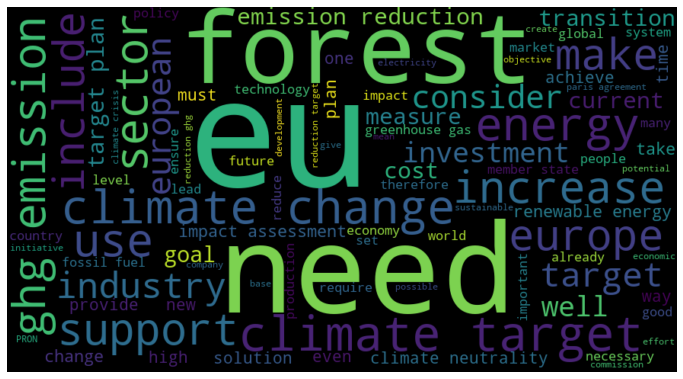 policy
emission reduction
create
transition
global
system
forest
make
market
objective
electricity
one
plan
time
achieve
sector
include
emission
ghg
target plan
climate crisis
european
ensure
reduction ghg
must
technology
impact
paris agreement
consider
current
many
development
reduction target
measure
greenhouse gas
energy
people
take
eu
future
give
mean
cost
investment
member state
potential
level
lead
reduce
therefore
increase
renewable energy
climate change
sustainable
country
initiative
use
impact assessment
economy
set
world
need
europe
fossil fuel
goal
company
already
economic
important
target
industry
base
production
require
possible
well
way
good
provide
new
support
climate target
PRON
change
high
solution
even
climate neutrality
necessary
effort
commission